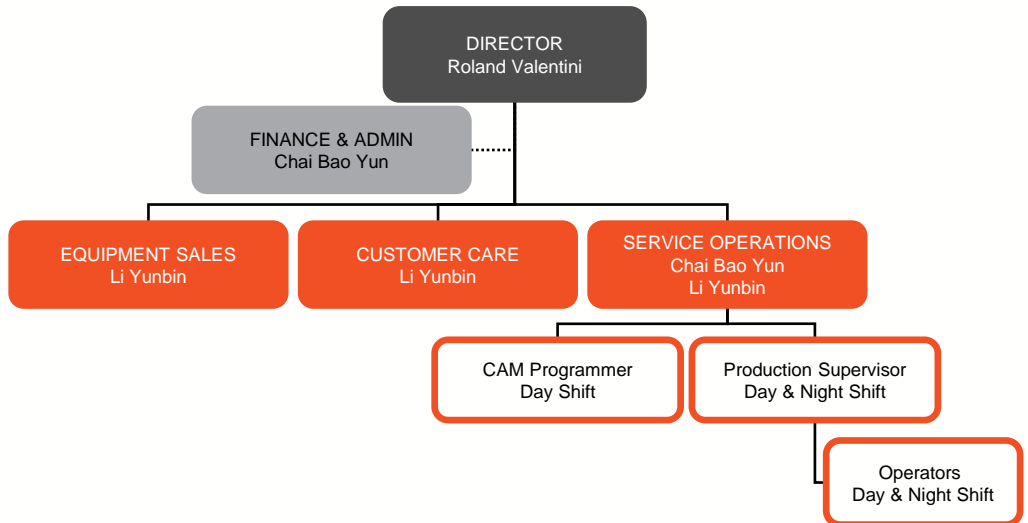 DIRECTOR
Roland Valentini
FINANCE & ADMIN
Chai Bao Yun
EQUIPMENT SALES
Li Yunbin
CUSTOMER CARE
Li Yunbin
SERVICE OPERATIONS
Chai Bao Yun
Li Yunbin
CAM Programmer
Day Shift
Production Supervisor
Day & Night Shift
Operators
Day & Night Shift